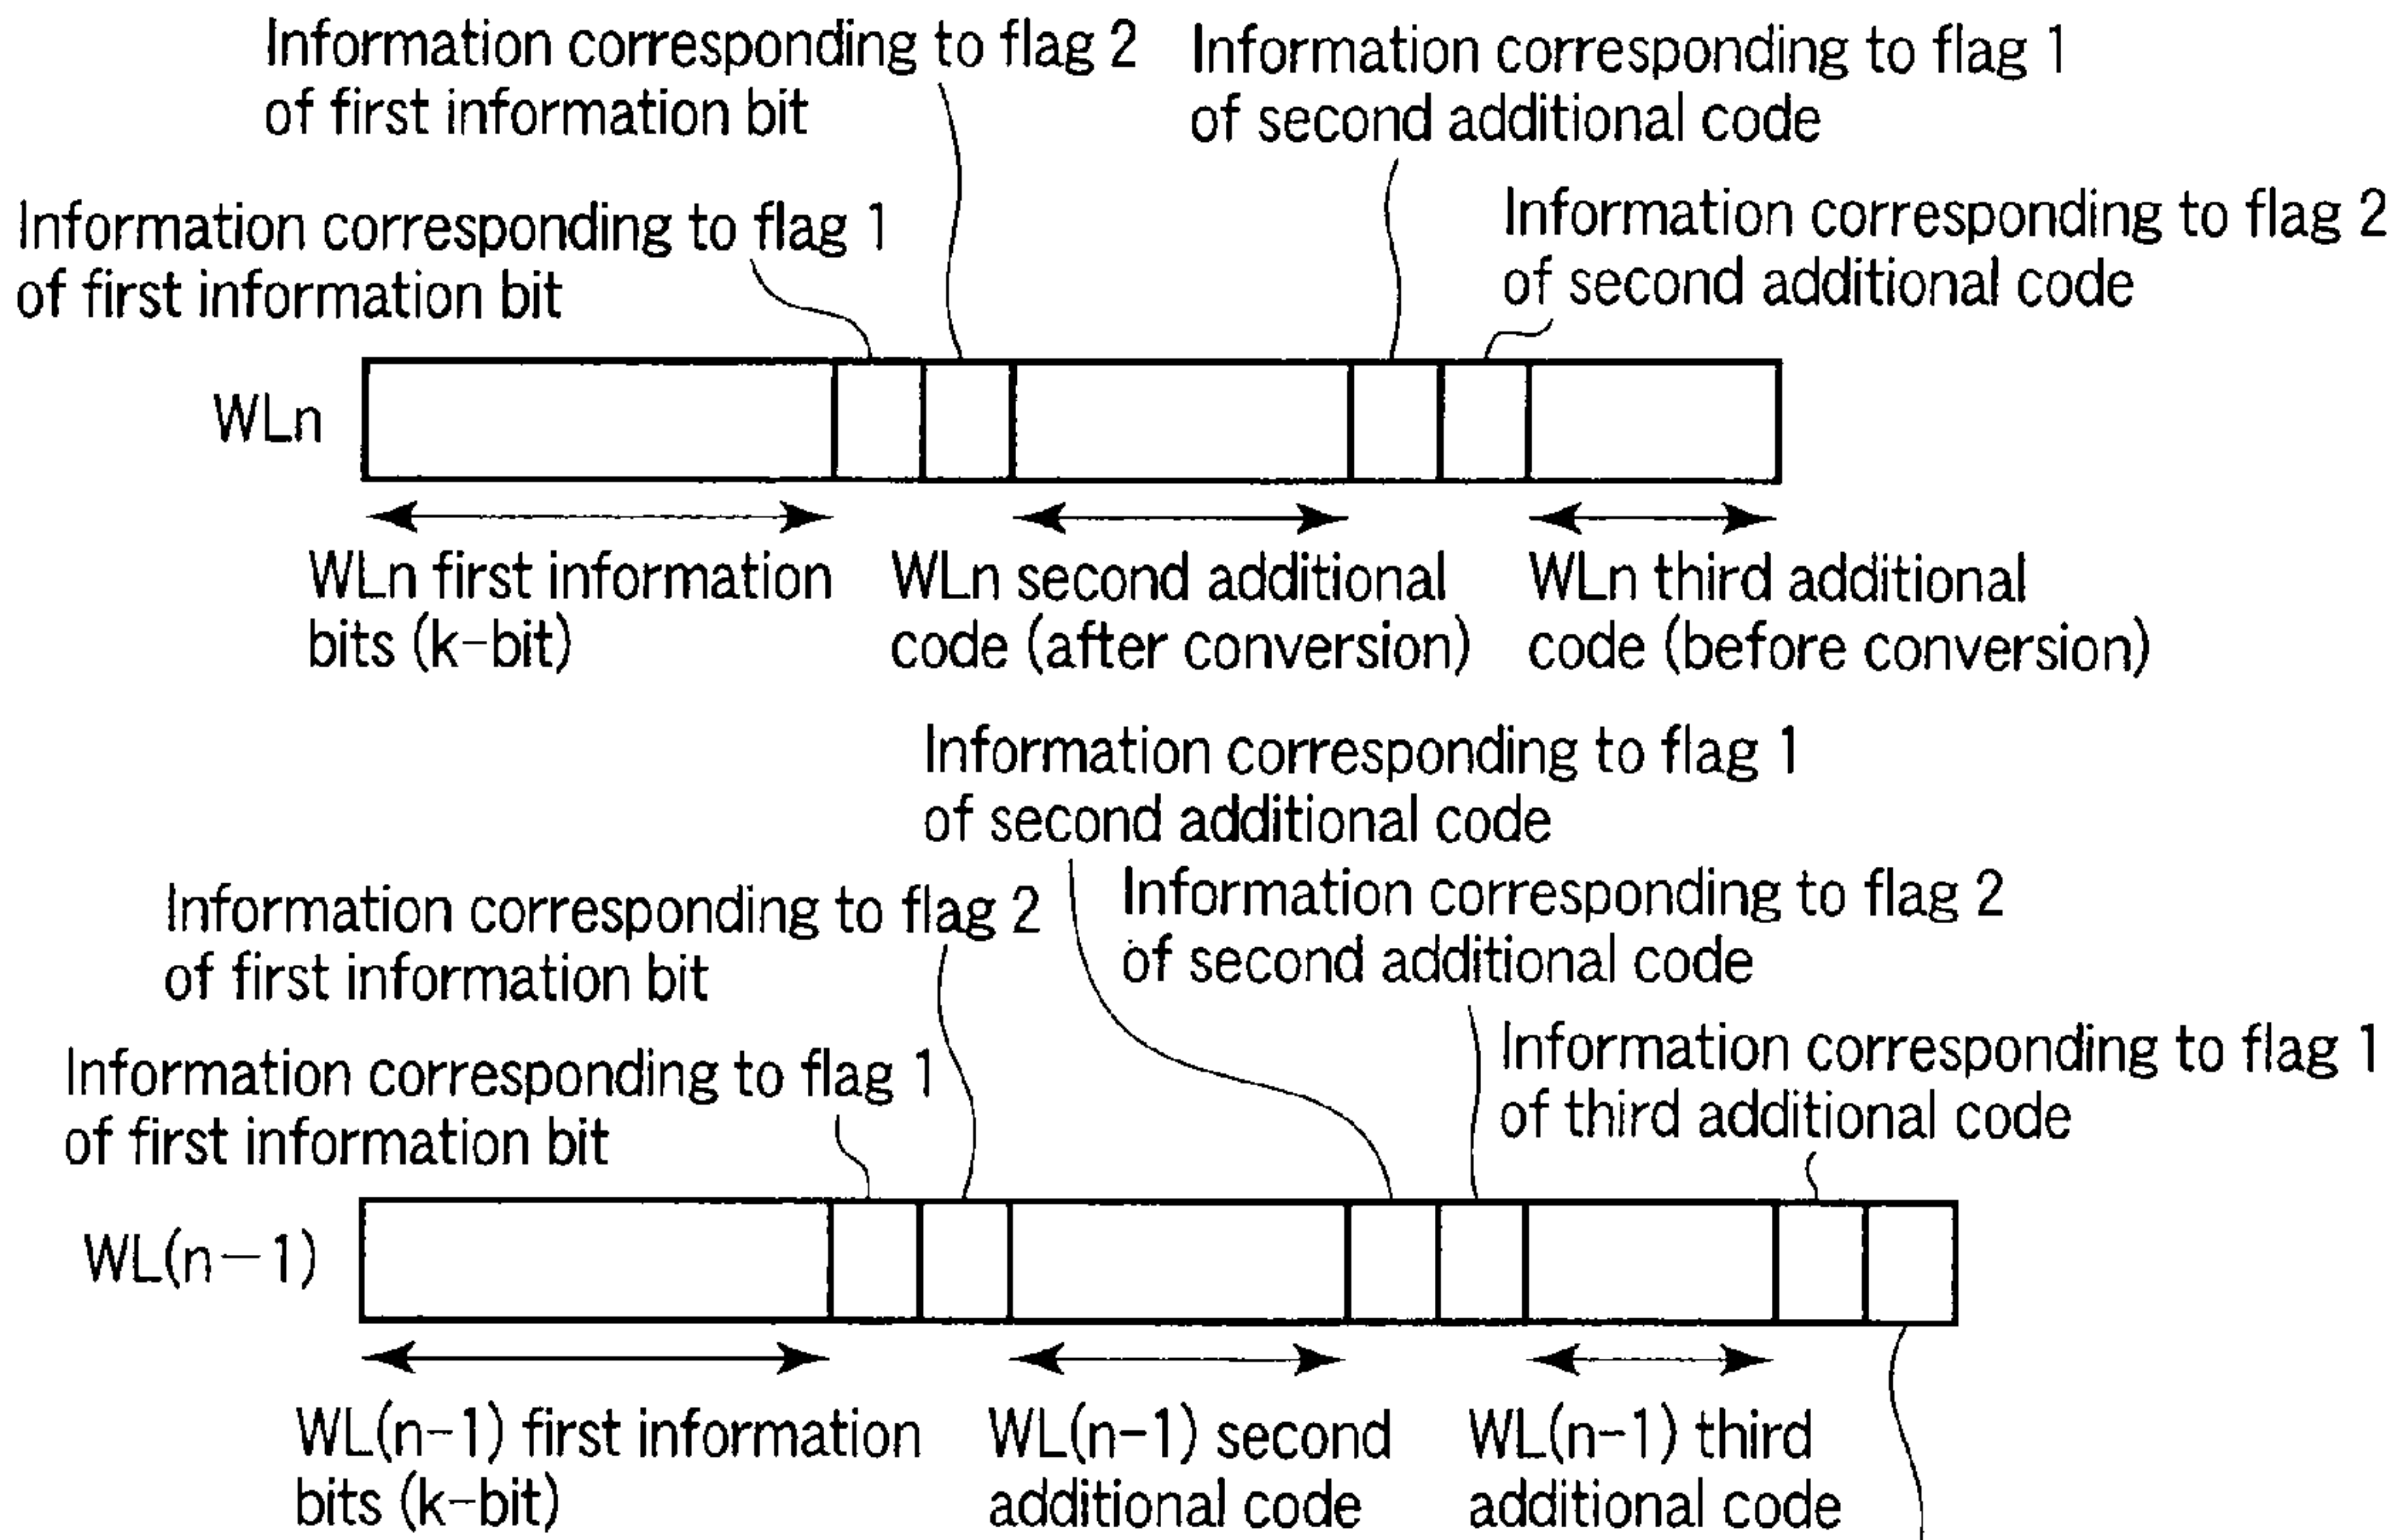 Information corresponding to flag 2
of first information bit
Information corresponding to flag 1
of second additional code
Information corresponding to flag 1
of first information bit
Information corresponding to flag 2
of second additional code
WLn
WLn first information
bits (k-bit)
WLn second additional
code (after conversion)
WLn third additional
code (before conversion)
Information corresponding to flag 1
of second additional code
Information corresponding to flag 2
of first information bit
Information corresponding to flag 2
of second additional code
Information corresponding to flag 1
of first information bit
Information corresponding to flag 1
of third additional code
WL(n-1)
WL(n-1) first information
bits (k-bit)
WL(n-1) second
additional code
WL(n-1) third
additional code